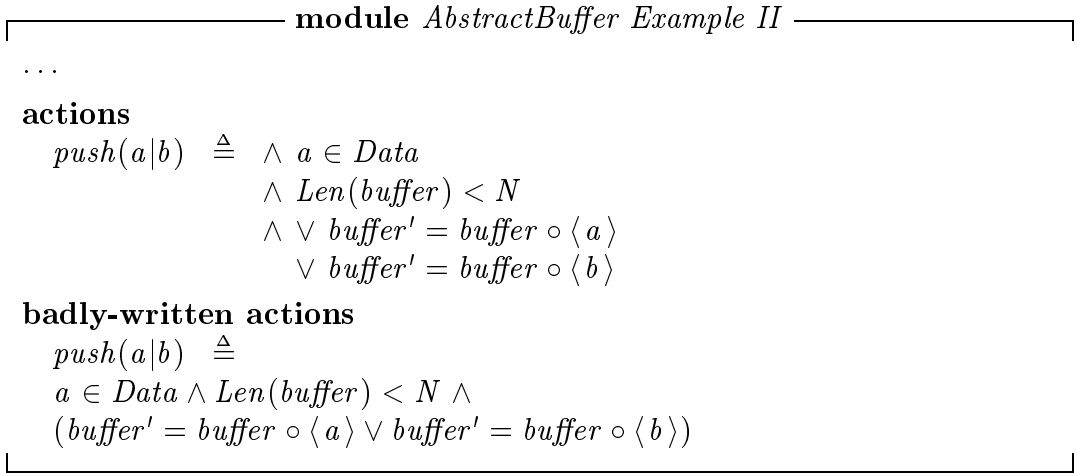 module AbstractBuffer Example II
...
actions
push(a|b) ≜ ∧ a ∈ Data
∧ Len(buffer) < N
∧ ∨ buffer′ = buffer ∘ ⟨ a ⟩
∨ buffer′ = buffer ∘ ⟨ b ⟩
badly-written actions
push(a|b) ≜
a ∈ Data ∧ Len(buffer) < N ∧
(buffer′ = buffer ∘ ⟨ a ⟩ ∨ buffer′ = buffer ∘ ⟨ b ⟩)